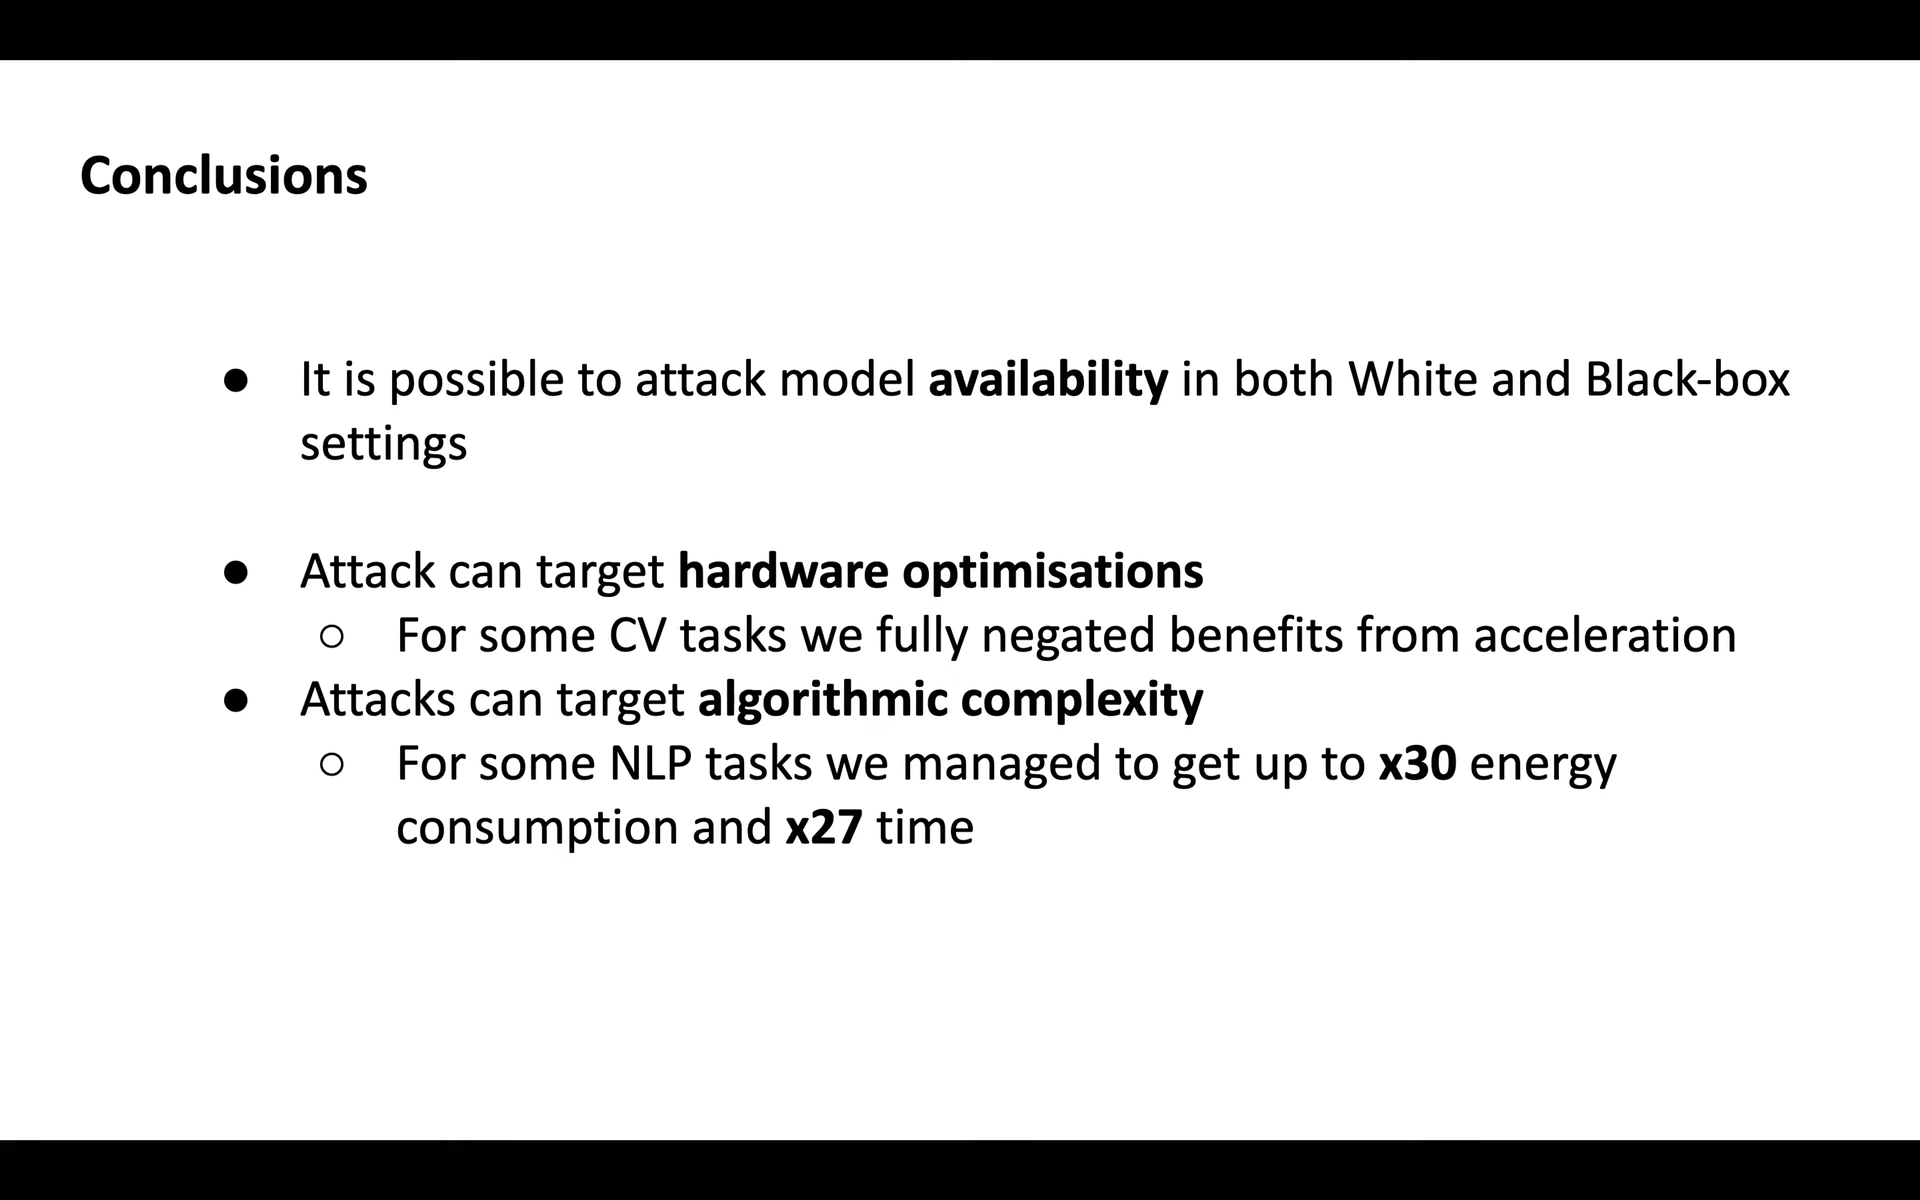 Conclusions
● It is possible to attack model availability in both White and Black-box
settings
● Attack can target hardware optimisations
○ For some CV tasks we fully negated benefits from acceleration
● Attacks can target algorithmic complexity
○ For some NLP tasks we managed to get up to x30 energy
consumption and x27 time